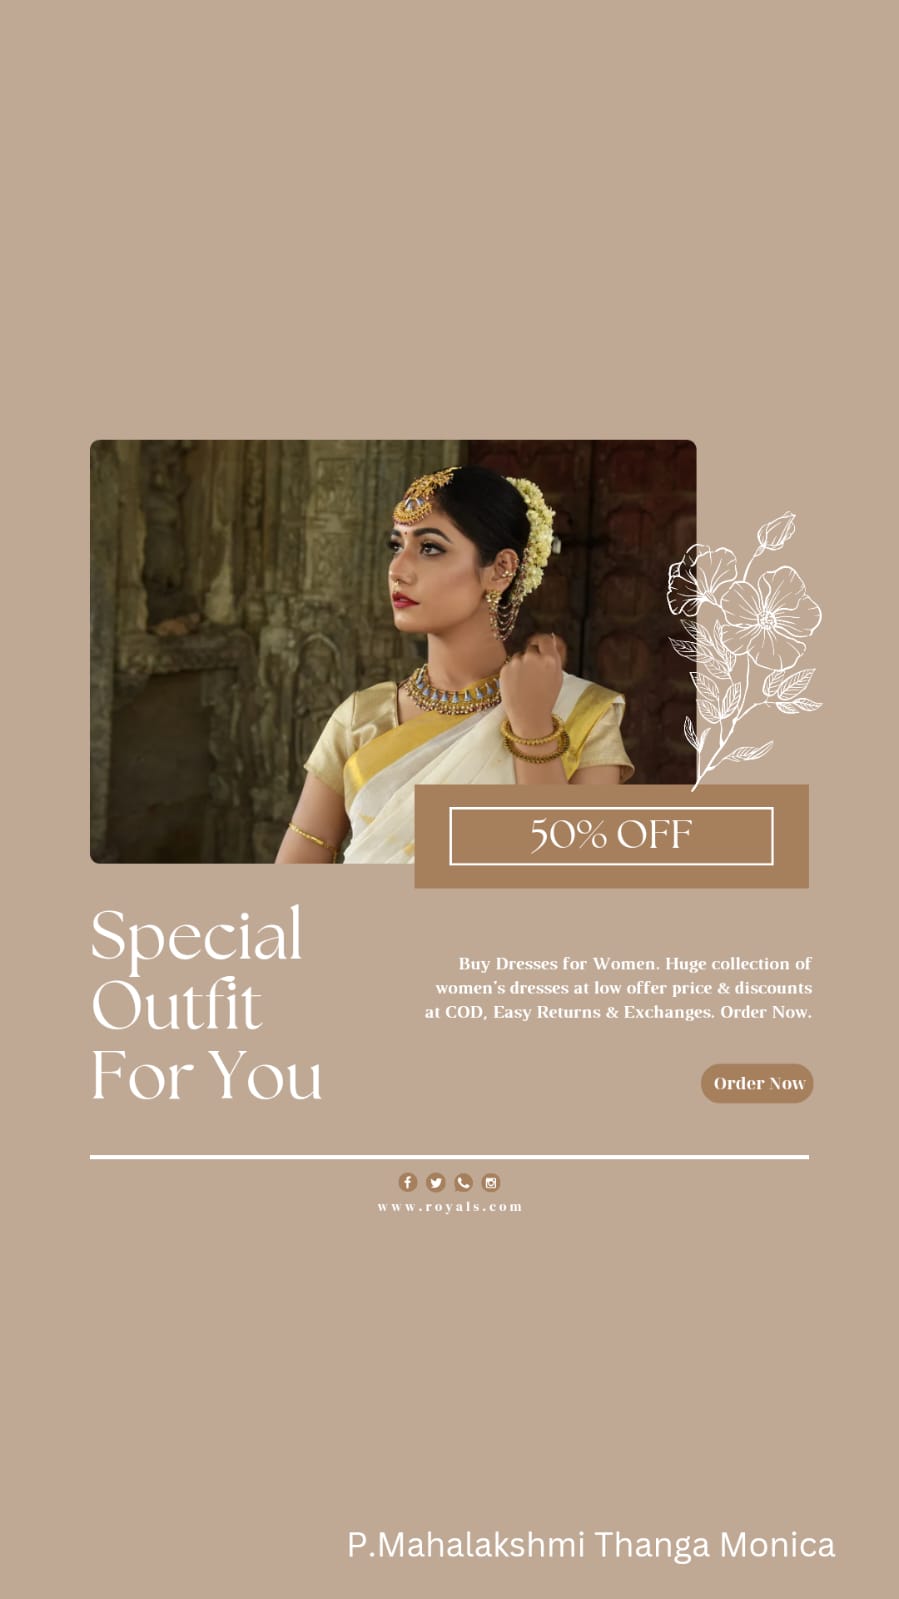 50% OFF
Special
Outfit
For You
Buy Dresses for Women. Huge collection of
women's dresses at low offer price & discounts
at COD, Easy Returns & Exchanges. Order Now.
Order Now
www.royals.com
P.Mahalakshmi Thanga Monica